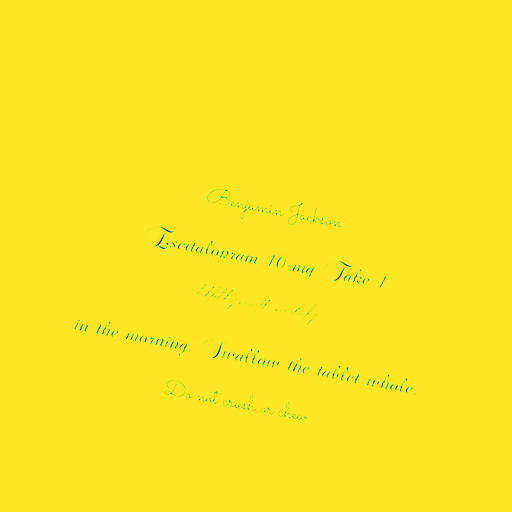 Benjamin Jackson
Escitalopram 10 mg Take 1
in the morning. Swallow the tablet whole.
Do not crush or chew